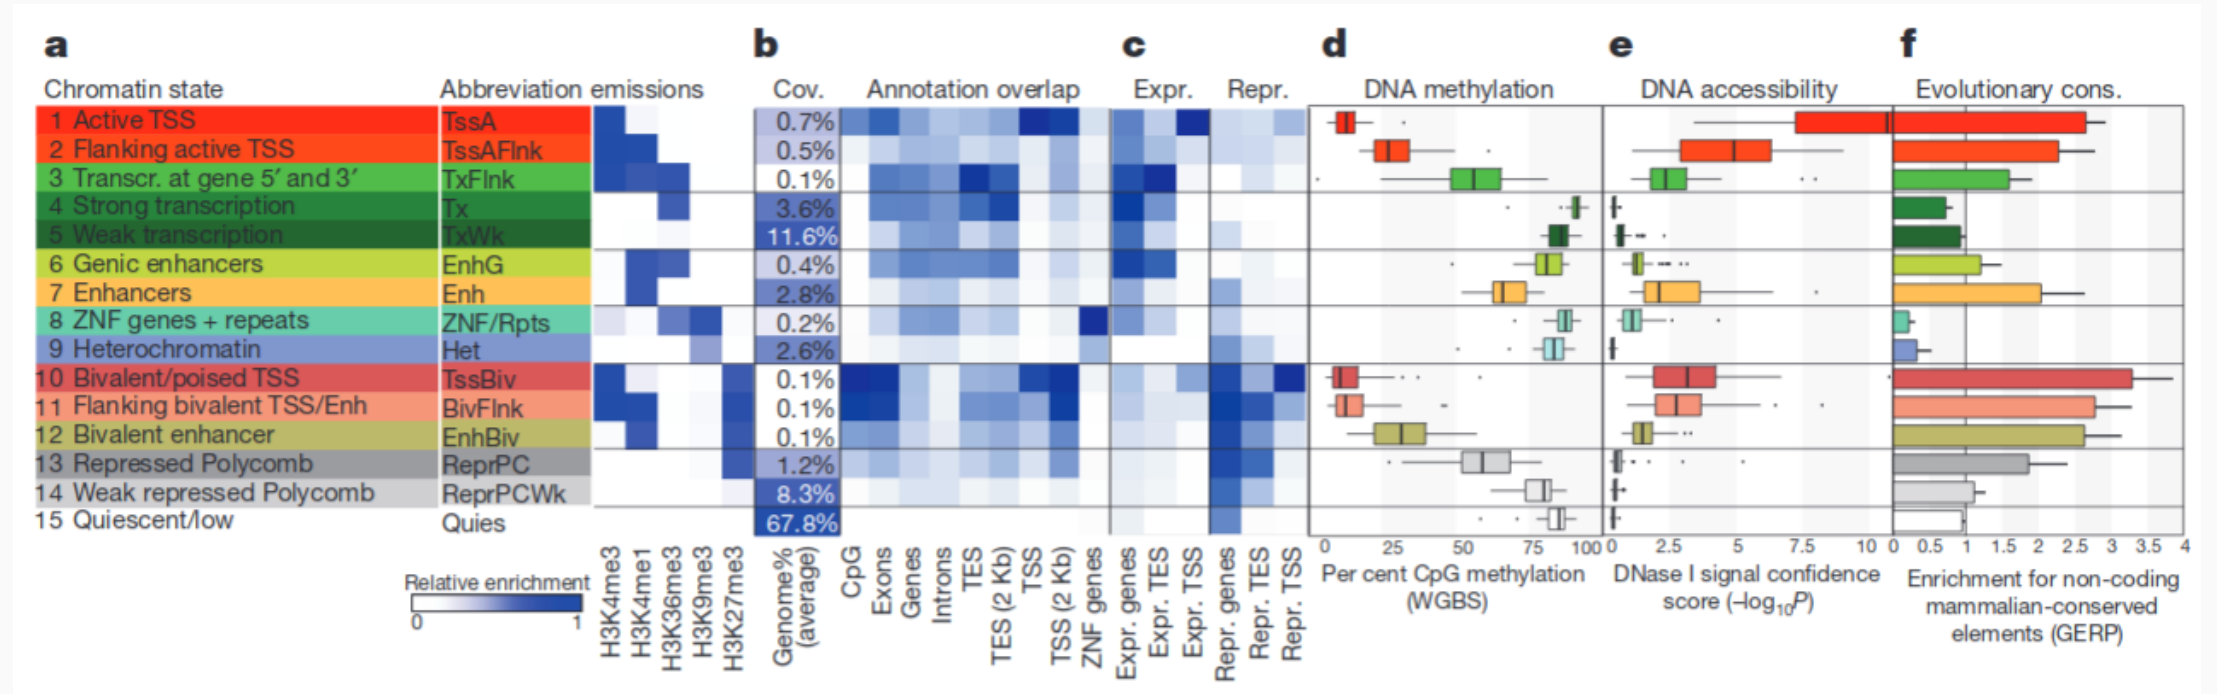 a b c d e f
Chromatin state Abbreviation emissions Cov. Annotation overlap Expr. Repr. DNA methylation DNA accessibility Evolutionary cons.
1 Active TSS TssA 0.7%
2 Flanking active TSS TssAFlnk 0.5%
3 Transcr. at gene 5′ and 3′ TxFlnk 0.1%
4 Strong transcription Tx 3.6%
5 Weak transcription TxWk 11.6%
6 Genic enhancers EnhG 0.4%
7 Enhancers Enh 2.8%
8 ZNF genes + repeats ZNF/Rpts 0.2%
9 Heterochromatin Het 2.6%
10 Bivalent/poised TSS TssBiv 0.1%
11 Flanking bivalent TSS/Enh BivFlnk 0.1%
12 Bivalent enhancer EnhBiv 0.1%
13 Repressed Polycomb ReprPC 1.2%
14 Weak repressed Polycomb ReprPCWk 8.3%
15 Quiescent/low Quies 67.8%
Relative enrichment
0 1
H3K4me3
H3K4me1
H3K36me3
H3K9me3
H3K27me3
Genome%
(average)
CpG
Exons
Genes
Introns
TES
TES (2 Kb)
TSS
TSS (2 Kb)
ZNF genes
Expr. genes
Expr. TES
Expr. TSS
Repr. genes
Repr. TES
Repr. TSS
0 25 50 75 100
Per cent CpG methylation
(WGBS)
0 2.5 5 7.5 10
DNase I signal confidence
score (–log10P)
0 0.5 1 1.5 2 3 3.5 4
2.5
Enrichment for non-coding
mammalian-conserved
elements (GERP)